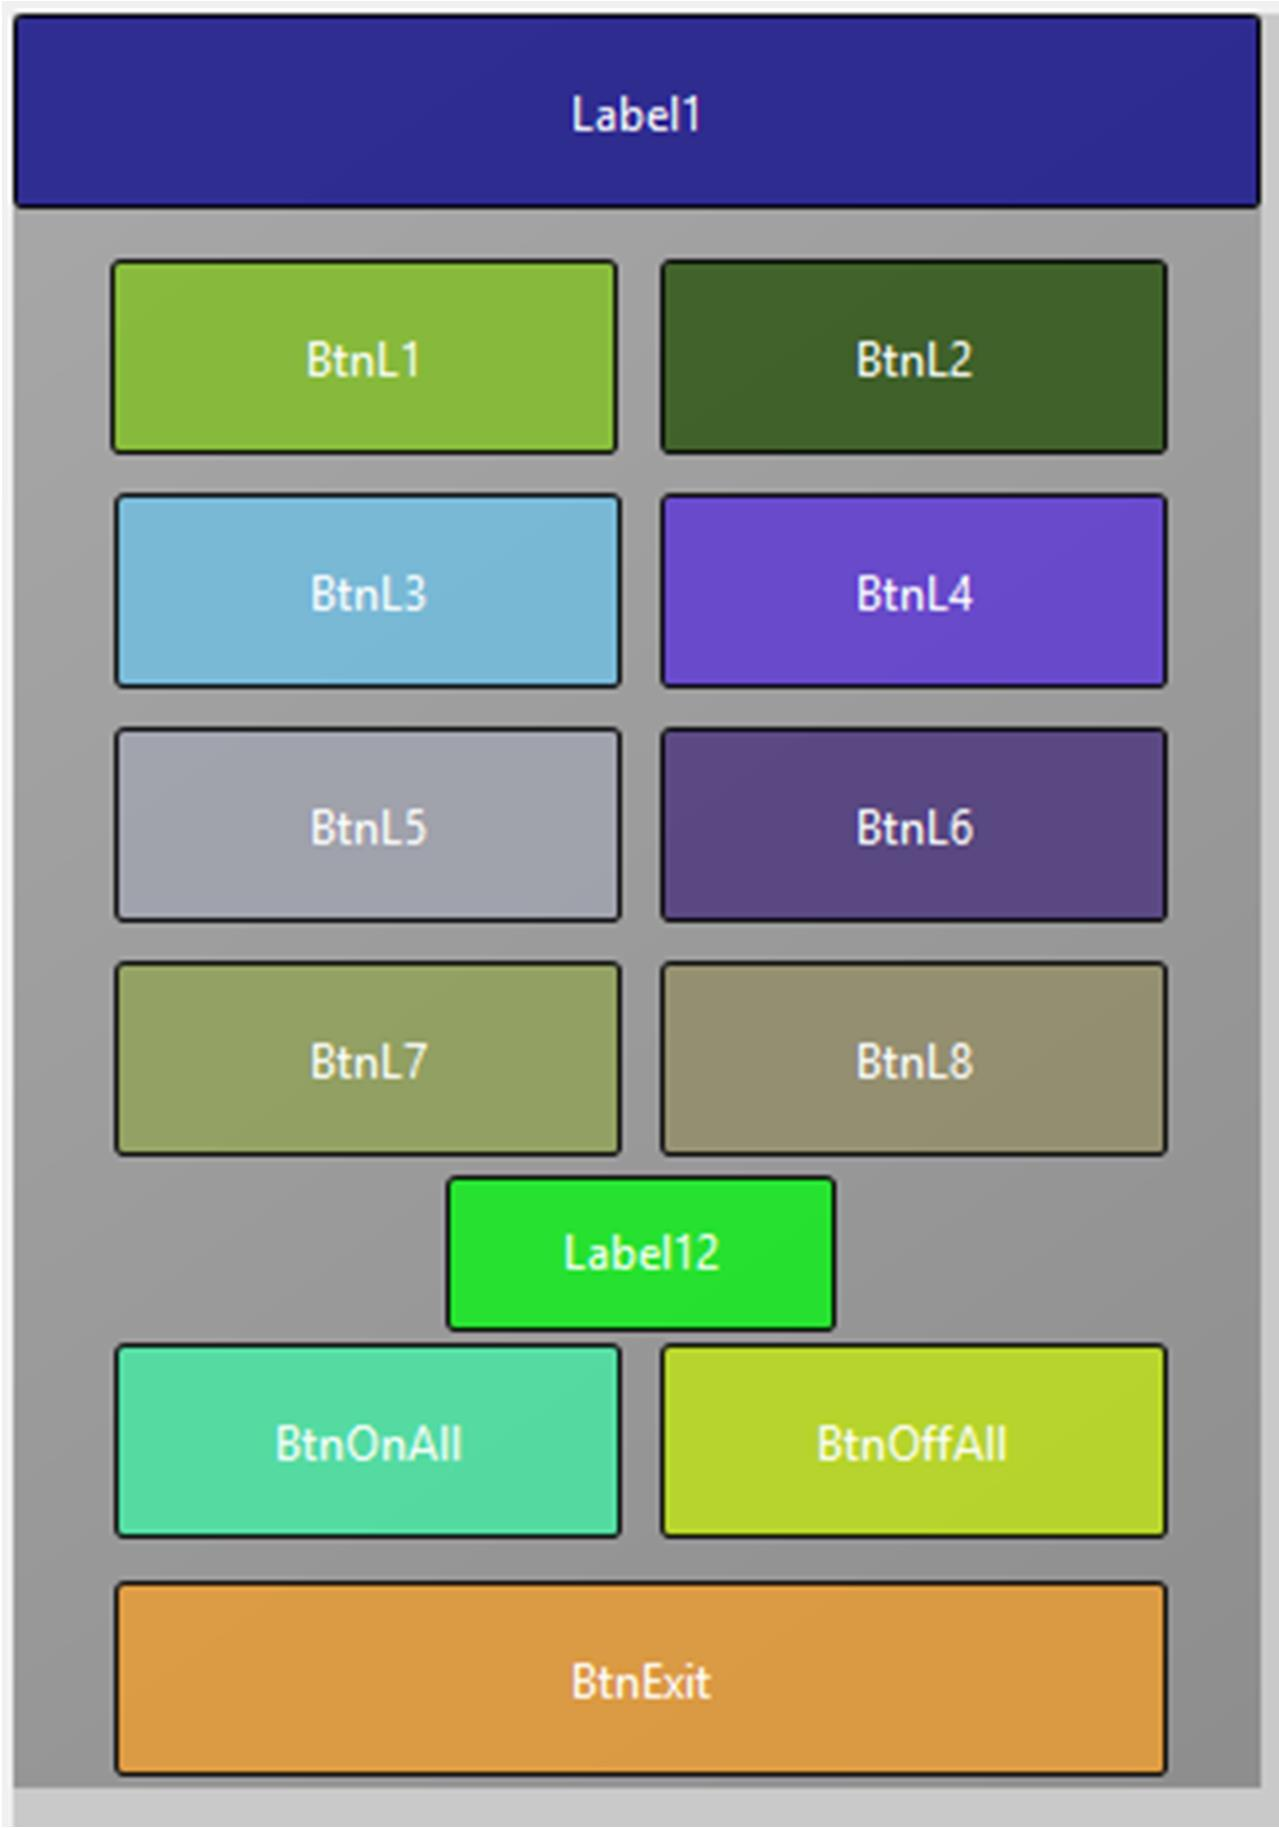 Label1
BtnL1 BtnL2
BtnL3 BtnL4
BtnL5 BtnL6
BtnL7 BtnL8
Label12
BtnOnAll BtnOffAll
BtnExit